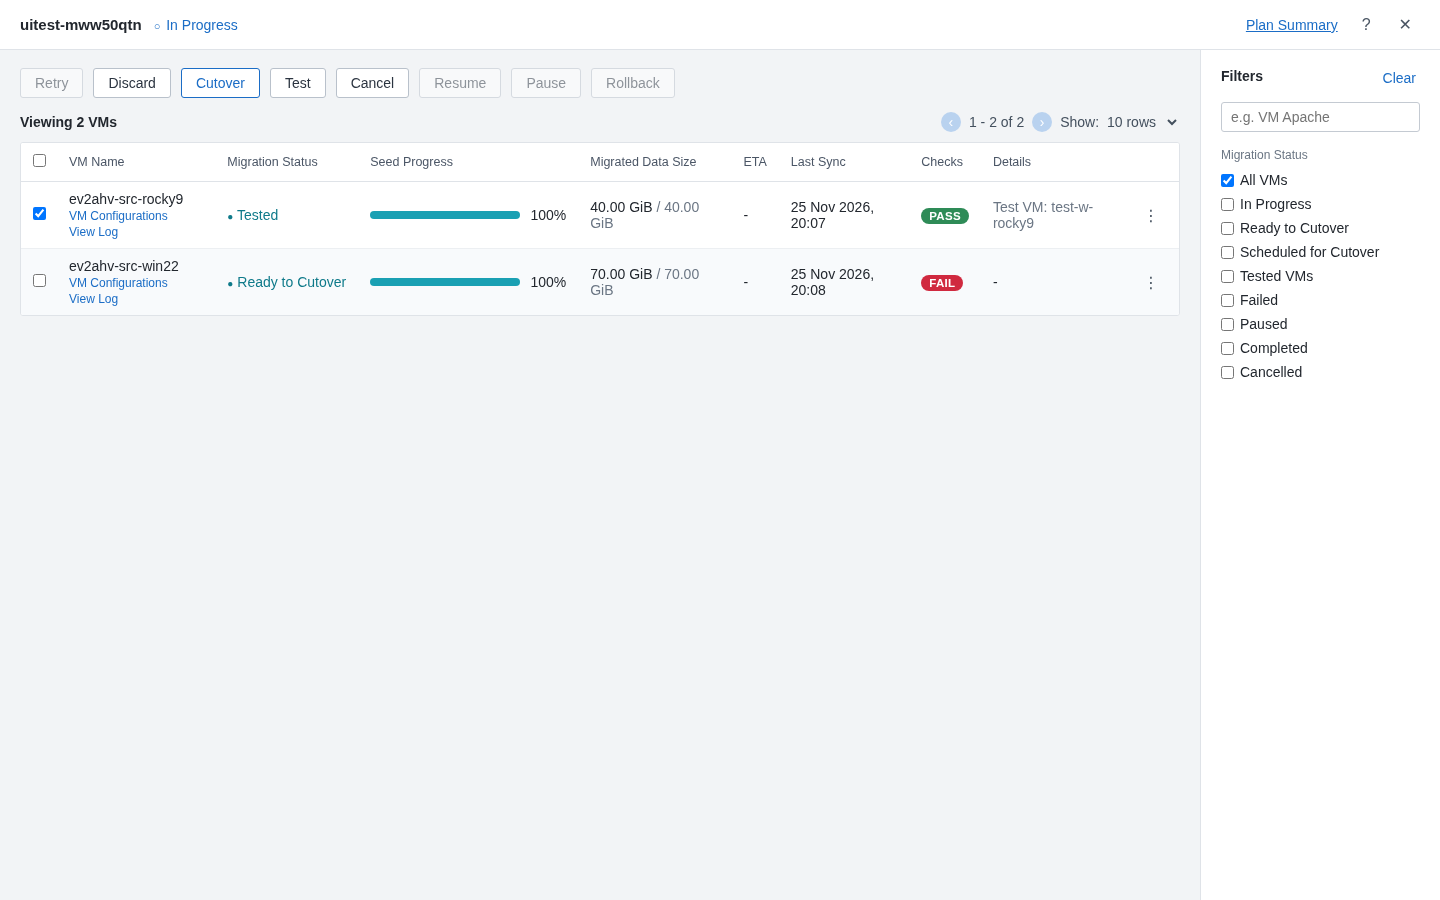 uitest-mww50qtn ○ In Progress Plan Summary ? ✕
Retry Discard Cutover Test Cancel Resume Pause Rollback
Viewing 2 VMs ‹ 1 - 2 of 2 › Show: 10 rows
VM Name Migration Status Seed Progress Migrated Data Size ETA Last Sync Checks Details
ev2ahv-src-rocky9
VM Configurations
View Log
● Tested
100%
40.00 GiB / 40.00
GiB
-
25 Nov 2026,
20:07
PASS
Test VM: test-w-
rocky9
⋮
ev2ahv-src-win22
VM Configurations
View Log
● Ready to Cutover
100%
70.00 GiB / 70.00
GiB
-
25 Nov 2026,
20:08
FAIL
-
⋮
Filters Clear
e.g. VM Apache
Migration Status
All VMs
In Progress
Ready to Cutover
Scheduled for Cutover
Tested VMs
Failed
Paused
Completed
Cancelled